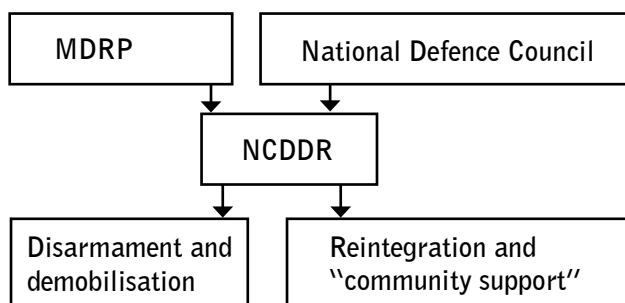 MDRP
National Defence Council
NCDDR
Disarmament and
demobilisation
Reintegration and
"community support"